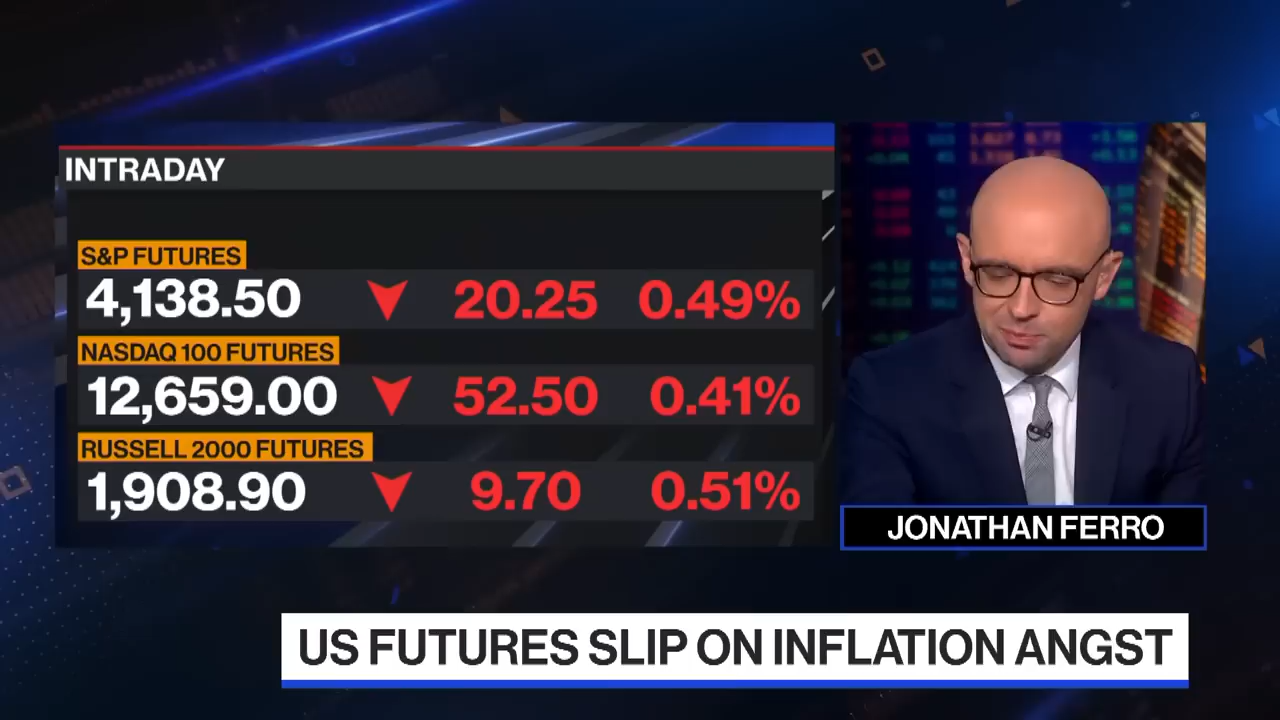 INTRADAY
S&P FUTURES
4,138.50 20.25 0.49%
NASDAQ 100 FUTURES
12,659.00 52.50 0.41%
RUSSELL 2000 FUTURES
1,908.90 9.70 0.51%
JONATHAN FERRO
US FUTURES SLIP ON INFLATION ANGST